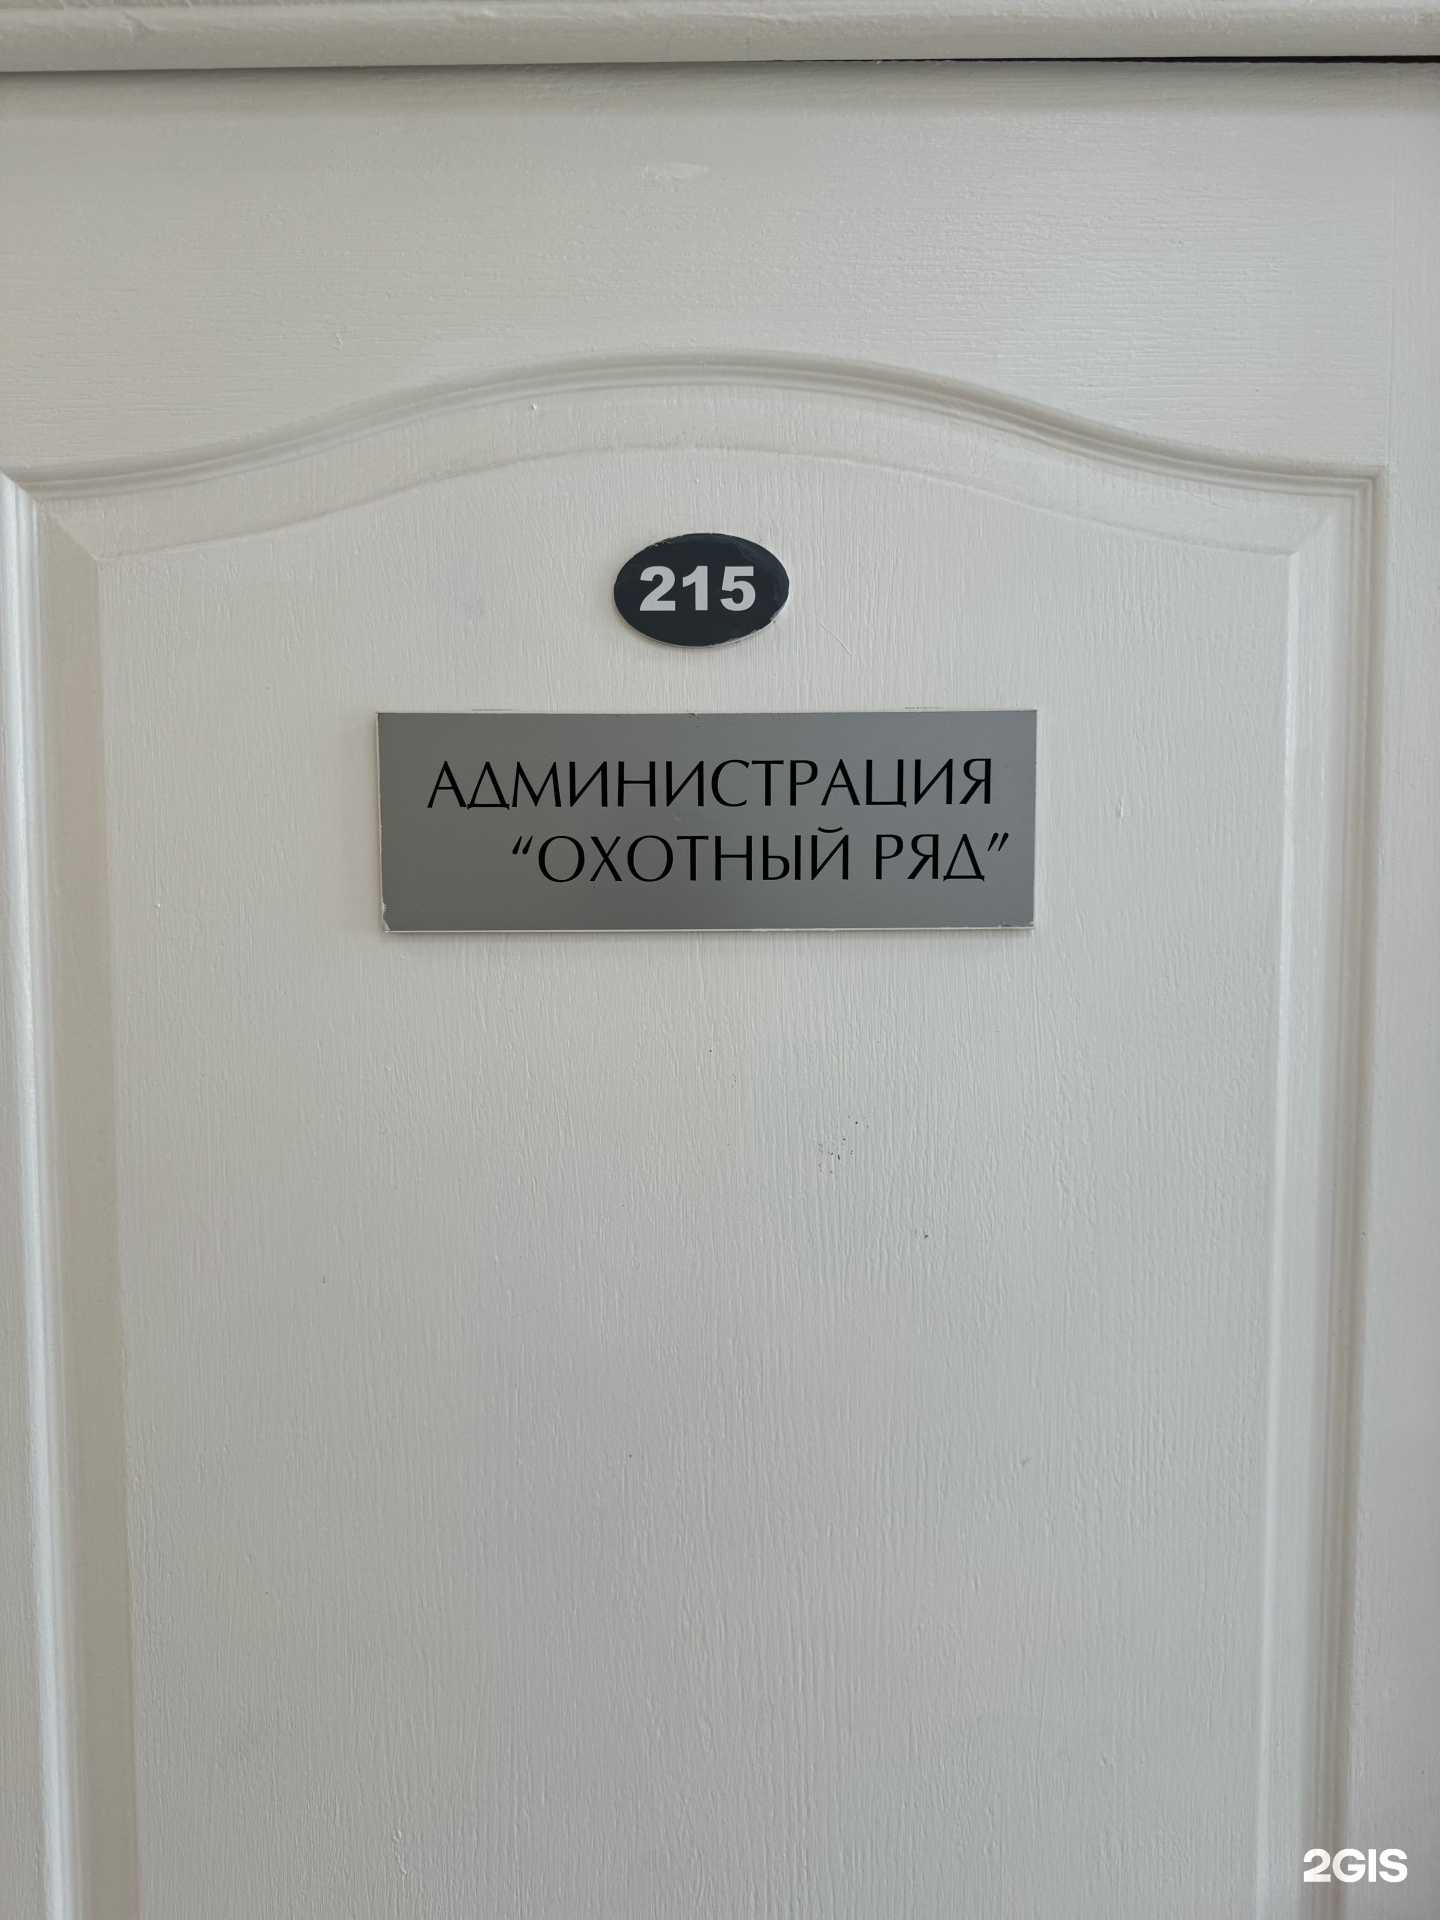 215
АДМИНИСТРАЦИЯ
“ОХОТНЫЙ РЯД”
2GIS